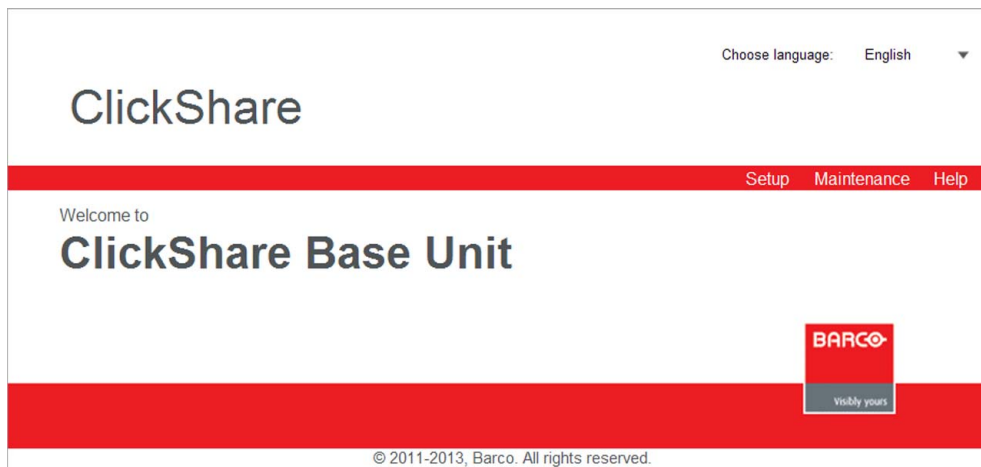 Choose language: English
ClickShare
Setup Maintenance Help
Welcome to
ClickShare Base Unit
BARCO
Visibly yours
© 2011-2013, Barco. All rights reserved.